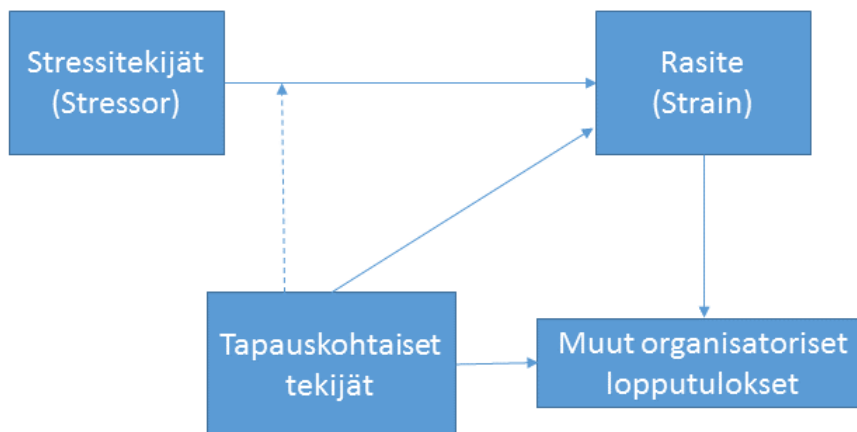 Stressitekijät
(Stressor)
Rasite
(Strain)
Tapauskohtaiset
tekijät
Muut organisatoriset
lopputulokset